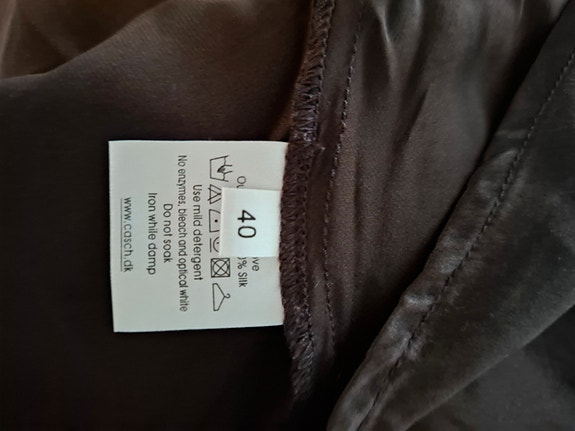 40
% Silk
Use mild detergent
No enzymes, bleach and optical white
Do not soak
Iron while damp
www.casch.dk